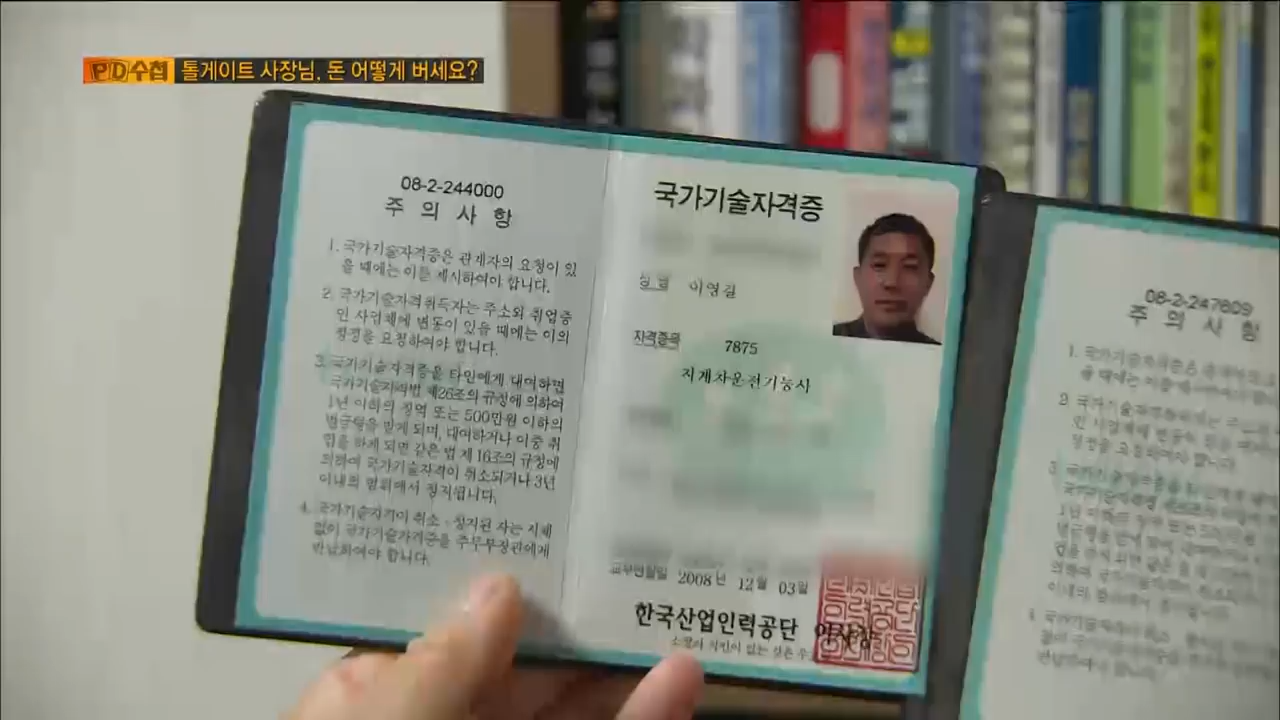 PD수첩 톨게이트 사장님, 돈 어떻게 버세요?
08-2-244000
주 의 사 항
1. 국가기술자격증은 관계자의 요청이 있
을 때에는 이를 제시하여야 합니다.
2. 국가기술자격취득자는 주소와 취업중
인 사업체에 변동이 있을 때에는 이의
정정을 요청하여야 합니다.
3. 국가기술자격증을 타인에게 대여하면
국가기술자격법 제26조의 규정에 의하여
1년 이하의 징역 또는 500만원 이하의
벌금형을 받게 되며, 대여하거나 이중 취
업을 하게 되면 같은 법 제16조의 규정에
의하여 국가기술자격이 취소되거나 3년
이내의 범위에서 정지됩니다.
4. 국가기술자격이 취소·정지된 자는 지체
없이 국가기술자격증을 주무부장관에게
반납하여야 합니다.
국가기술자격증
성 명 이영길
자격종목 7875
지게차운전기능사
교부연월일 2008년 12월 03일
한국산업인력공단 이사장
08-2-247809
주 의 사 항